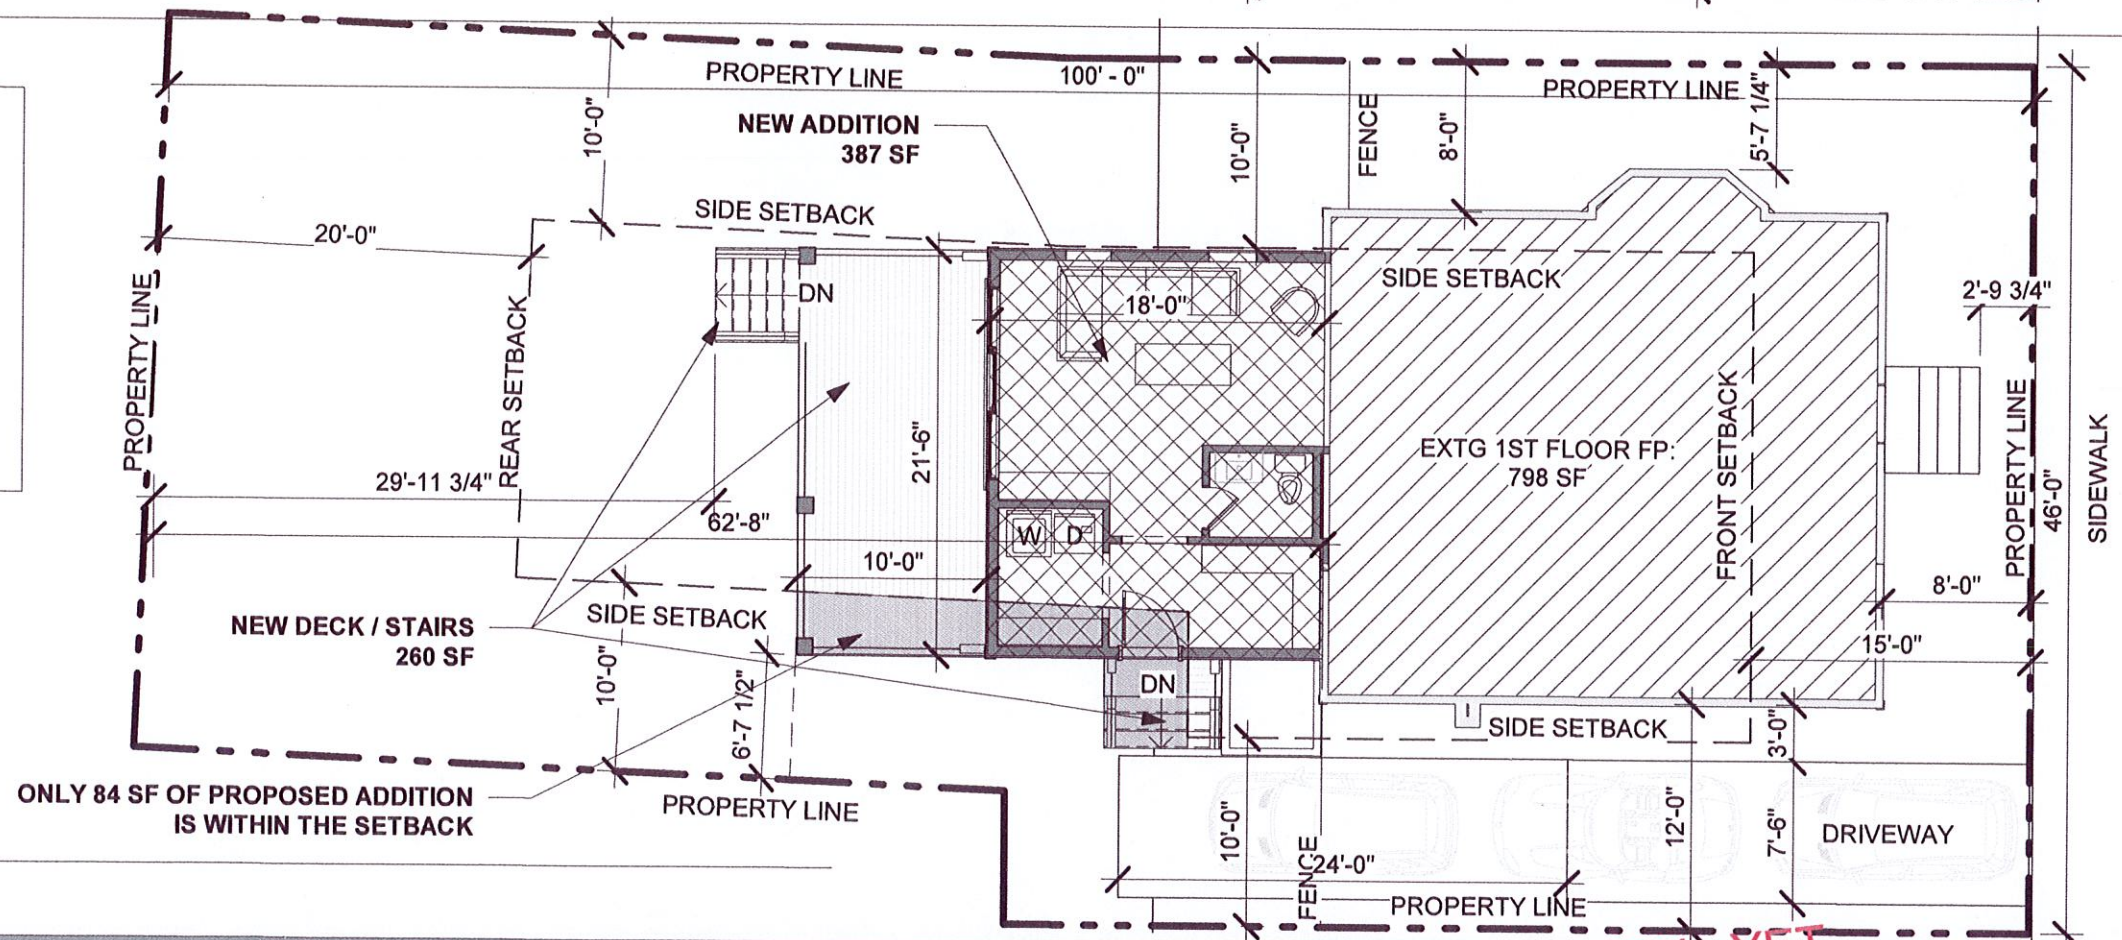 PROPERTY LINE
100' - 0"
PROPERTY LINE
5'-7 1/4"
10'-0"
NEW ADDITION
387 SF
10'-0"
FENCE
8'-0"
SIDE SETBACK
20'-0"
SIDE SETBACK
2'-9 3/4"
DN
18'-0"
PROPERTY LINE
REAR SETBACK
21'-6"
EXTG 1ST FLOOR FP:
798 SF
FRONT SETBACK
PROPERTY LINE
46'-0"
SIDEWALK
29'-11 3/4"
62'-8"
W
D
10'-0"
8'-0"
SIDE SETBACK
NEW DECK / STAIRS
260 SF
15'-0"
10'-0"
6'-7 1/2"
DN
SIDE SETBACK
3'-0"
ONLY 84 SF OF PROPOSED ADDITION
IS WITHIN THE SETBACK
PROPERTY LINE
10'-0"
FENCE
24'-0"
12'-0"
7'-6"
DRIVEWAY
PROPERTY LINE